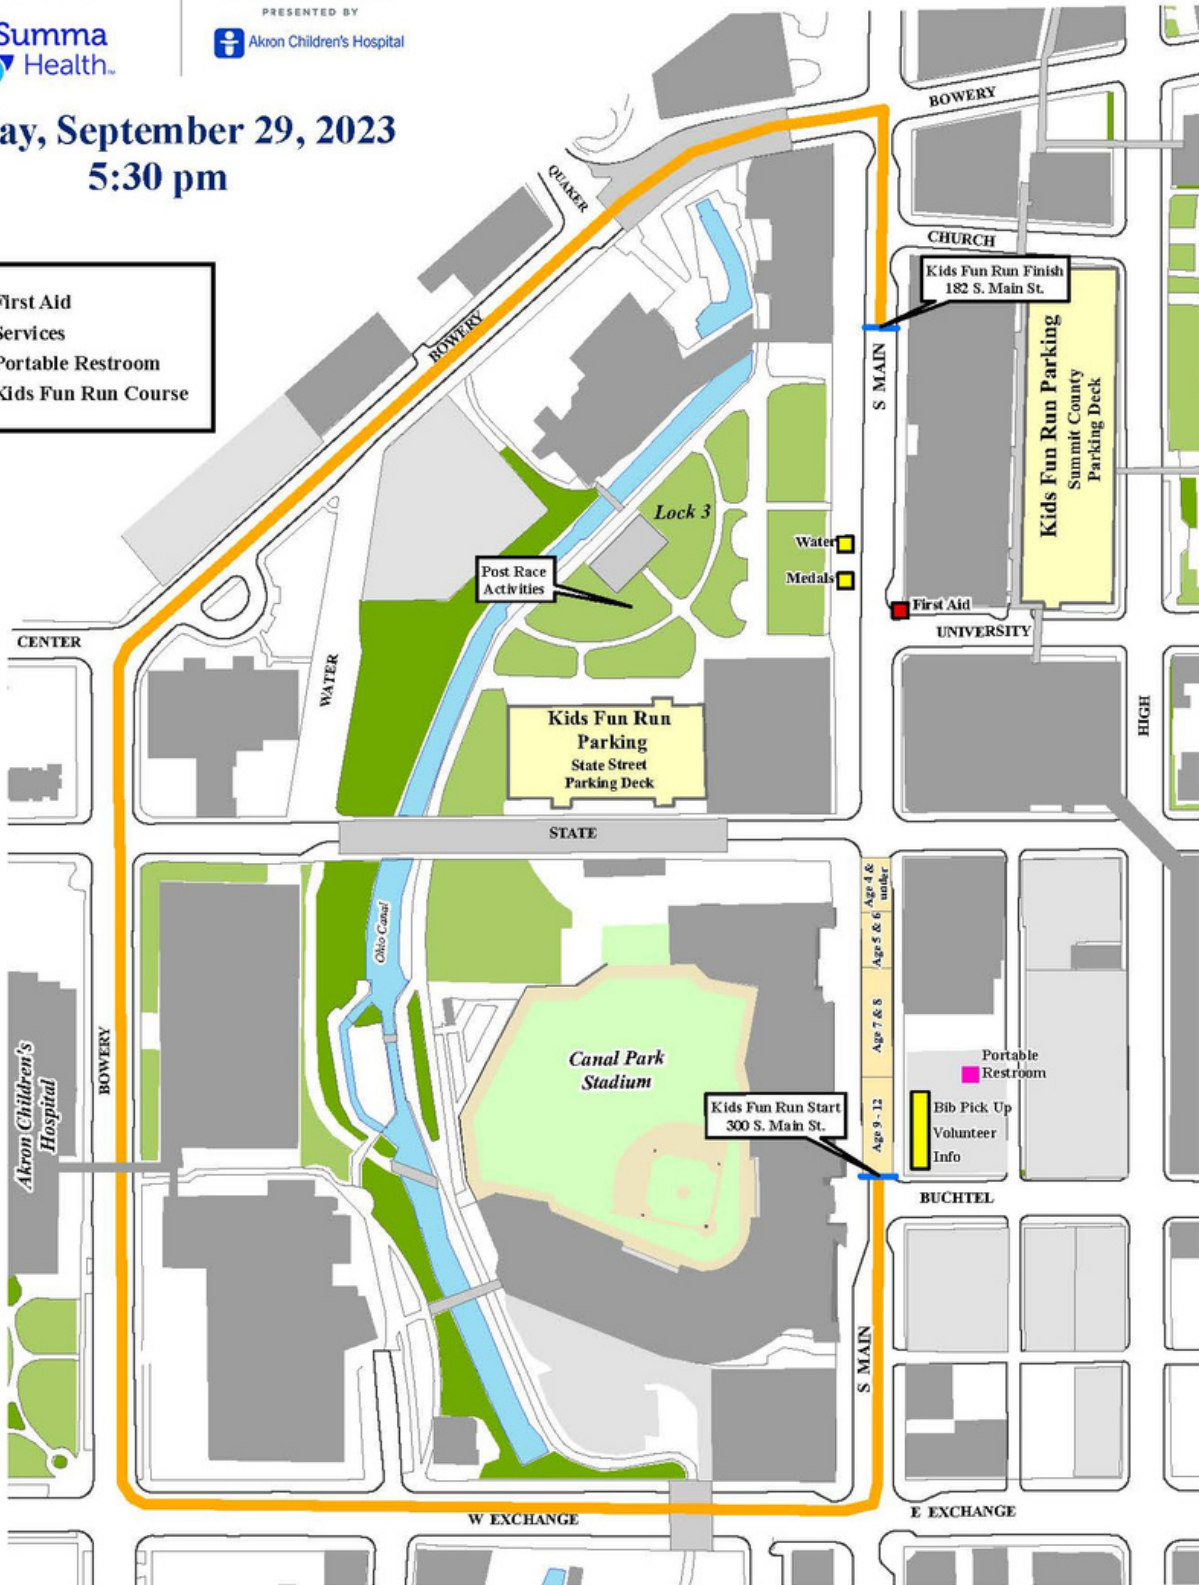 Summa
Health™
PRESENTED BY
Akron Children's Hospital
ay, September 29, 2023
5:30 pm
First Aid
Services
Portable Restroom
Kids Fun Run Course
BOWERY
QUAKER
CHURCH
Kids Fun Run Finish
182 S. Main St.
BOWERY
S MAIN
Kids Fun Run Parking
Summit County
Parking Deck
Lock 3
Water
Medals
Post Race
Activities
First Aid
UNIVERSITY
CENTER
WATER
HIGH
Kids Fun Run
Parking
State Street
Parking Deck
STATE
Age 4 &
under
Age 5 & 6
Age 7 & 8
Age 9 - 12
Ohio Canal
Akron Children's
Hospital
BOWERY
Canal Park
Stadium
Portable
Restroom
Kids Fun Run Start
300 S. Main St.
Bib Pick Up
Volunteer
Info
BUCHTEL
S MAIN
W EXCHANGE
E EXCHANGE